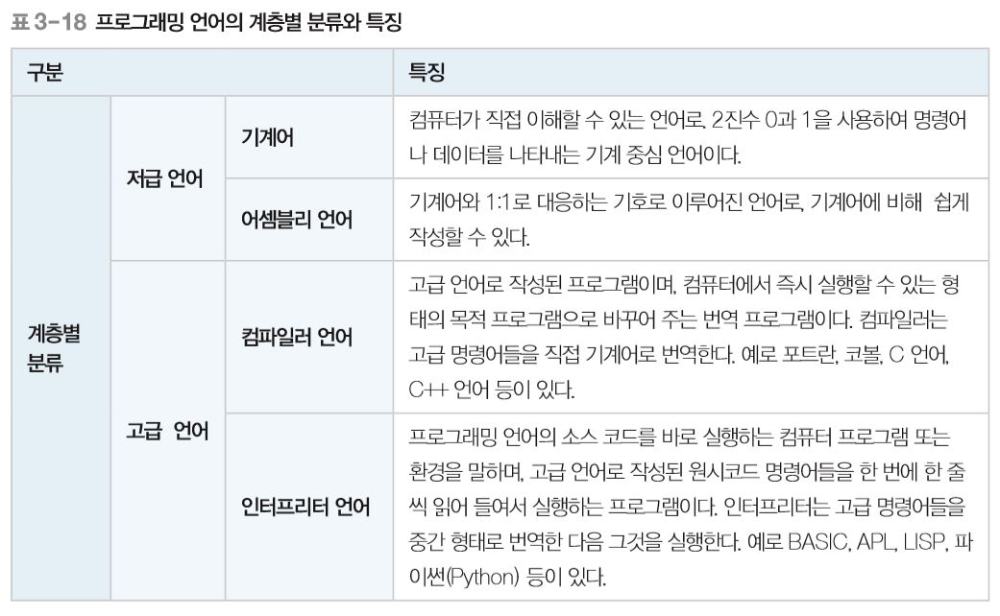 표 3-18 프로그래밍 언어의 계층별 분류와 특징
구분
특징
계층별
분류
저급 언어
기계어
컴퓨터가 직접 이해할 수 있는 언어로, 2진수 0과 1을 사용하여 명령어
나 데이터를 나타내는 기계 중심 언어이다.
어셈블리 언어
기계어와 1:1로 대응하는 기호로 이루어진 언어로, 기계어에 비해 쉽게
작성할 수 있다.
고급 언어
컴파일러 언어
고급 언어로 작성된 프로그램이며, 컴퓨터에서 즉시 실행할 수 있는 형
태의 목적 프로그램으로 바꾸어 주는 번역 프로그램이다. 컴파일러는
고급 명령어들을 직접 기계어로 번역한다. 예로 포트란, 코볼, C 언어,
C++ 언어 등이 있다.
인터프리터 언어
프로그래밍 언어의 소스 코드를 바로 실행하는 컴퓨터 프로그램 또는
환경을 말하며, 고급 언어로 작성된 원시코드 명령어들을 한 번에 한 줄
씩 읽어 들여서 실행하는 프로그램이다. 인터프리터는 고급 명령어들을
중간 형태로 번역한 다음 그것을 실행한다. 예로 BASIC, APL, LISP, 파
이썬(Python) 등이 있다.